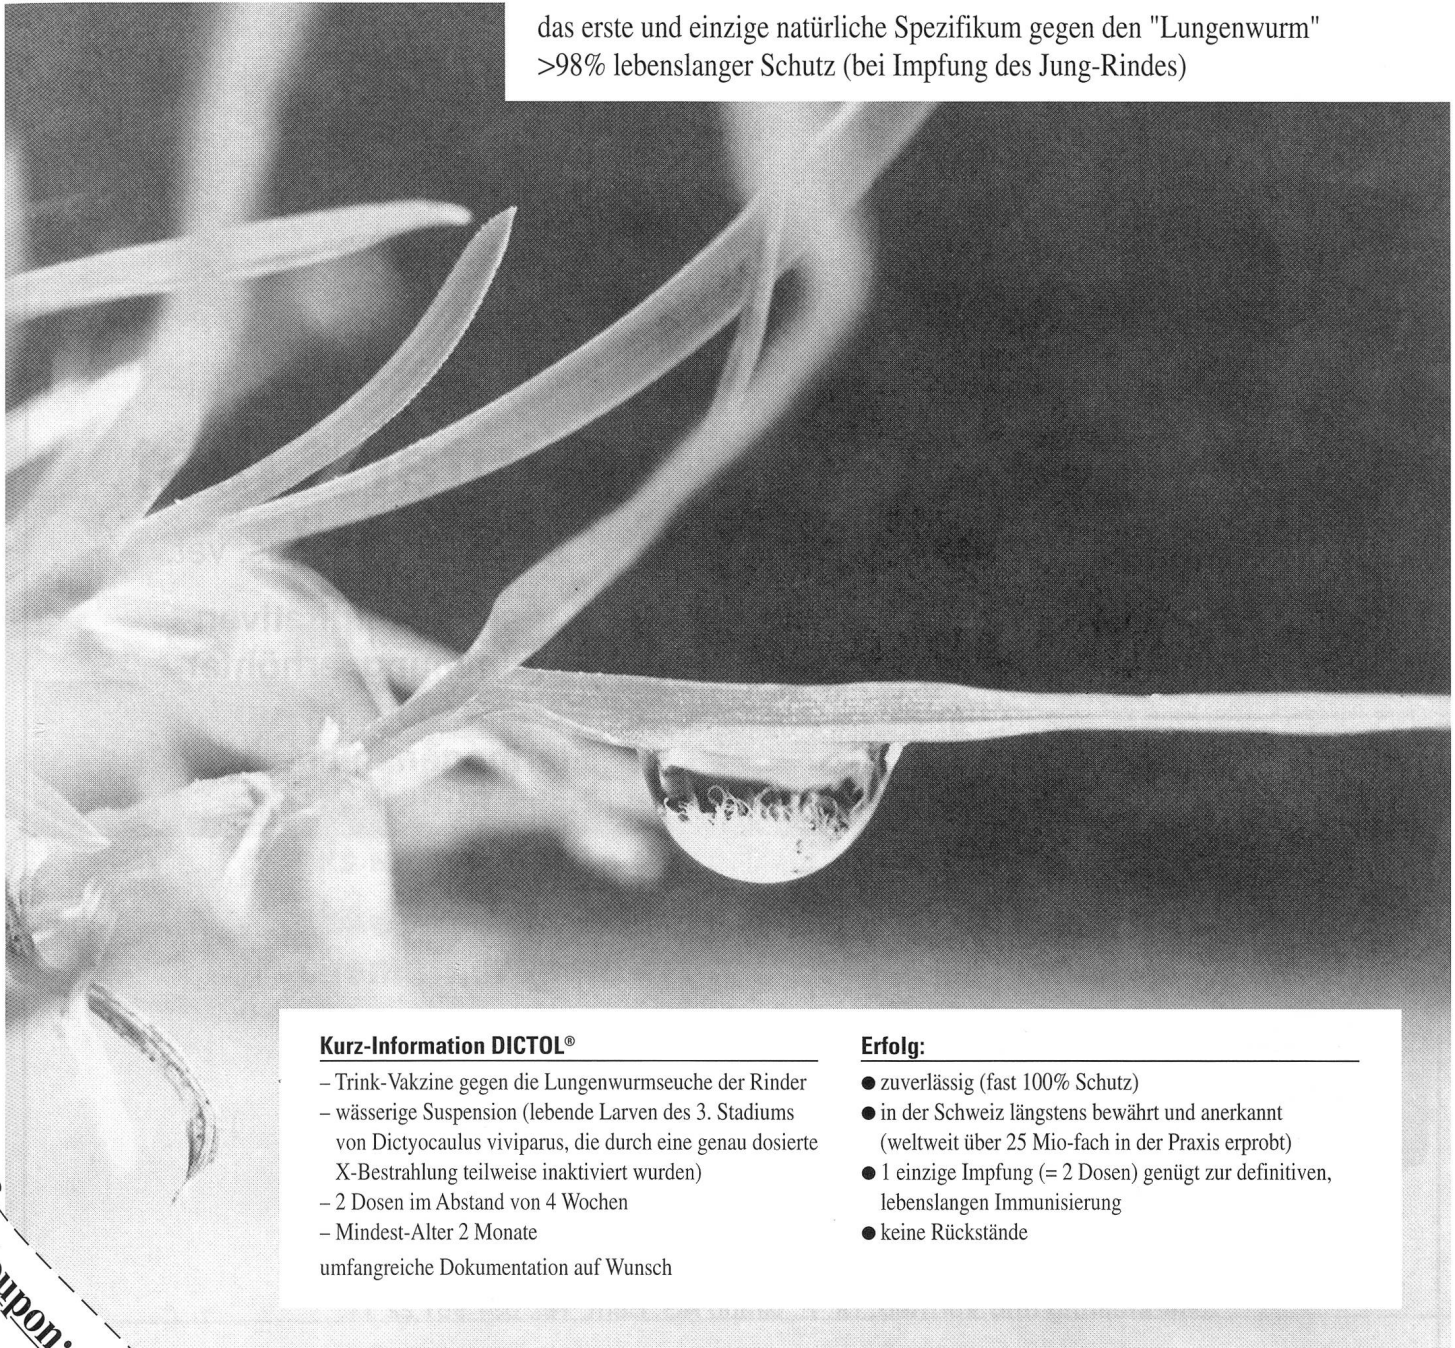 das erste und einzige natürliche Spezifikum gegen den "Lungenwurm"
>98% lebenslanger Schutz (bei Impfung des Jung-Rindes)
Kurz-Information DICTOL®
– Trink-Vakzine gegen die Lungenwurmseuche der Rinder
– wässerige Suspension (lebende Larven des 3. Stadiums
von Dictyocaulus viviparus, die durch eine genau dosierte
X-Bestrahlung teilweise inaktiviert wurden)
– 2 Dosen im Abstand von 4 Wochen
– Mindest-Alter 2 Monate
umfangreiche Dokumentation auf Wunsch
Erfolg:
● zuverlässig (fast 100% Schutz)
● in der Schweiz längstens bewährt und anerkannt
(weltweit über 25 Mio-fach in der Praxis erprobt)
● 1 einzige Impfung (= 2 Dosen) genügt zur definitiven,
lebenslangen Immunisierung
● keine Rückstände